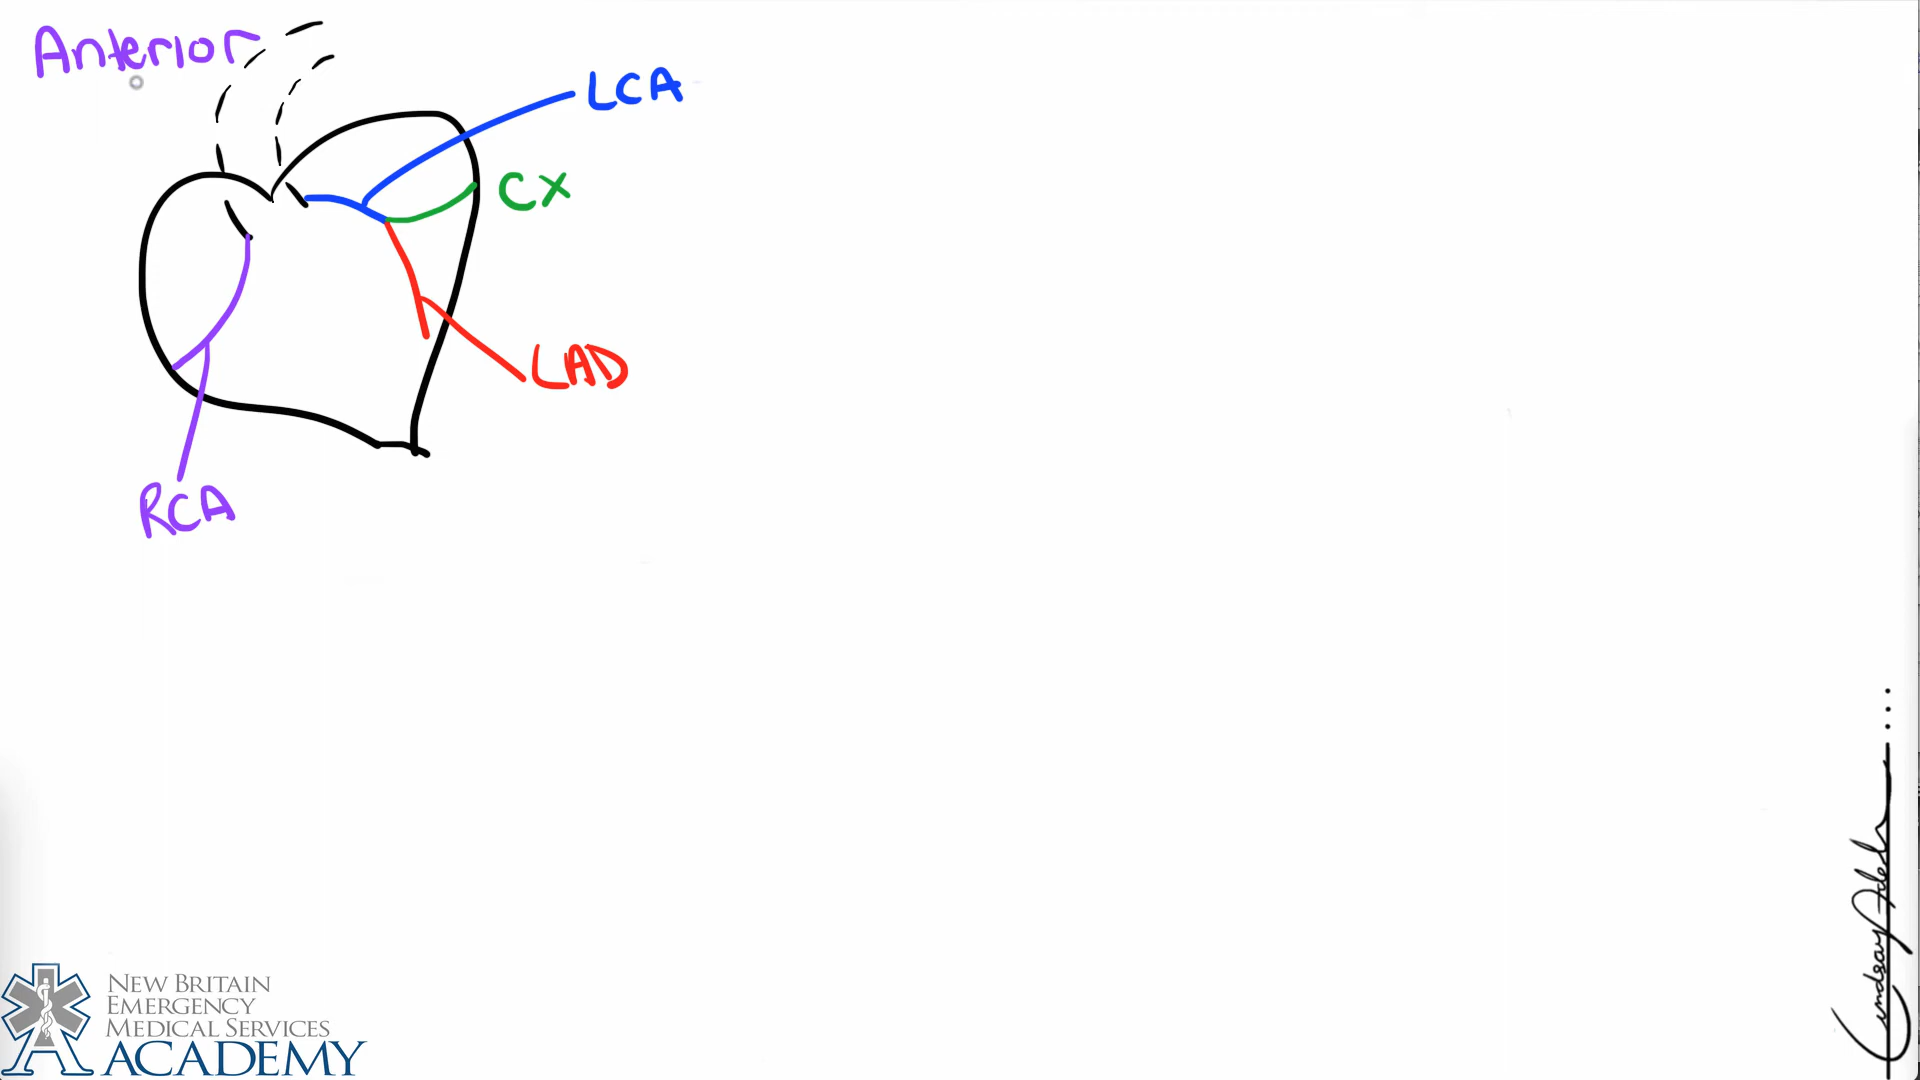 Anterior
LCA
CX
LAD
RCA
NEW BRITAIN
EMERGENCY
MEDICAL SERVICES
ACADEMY